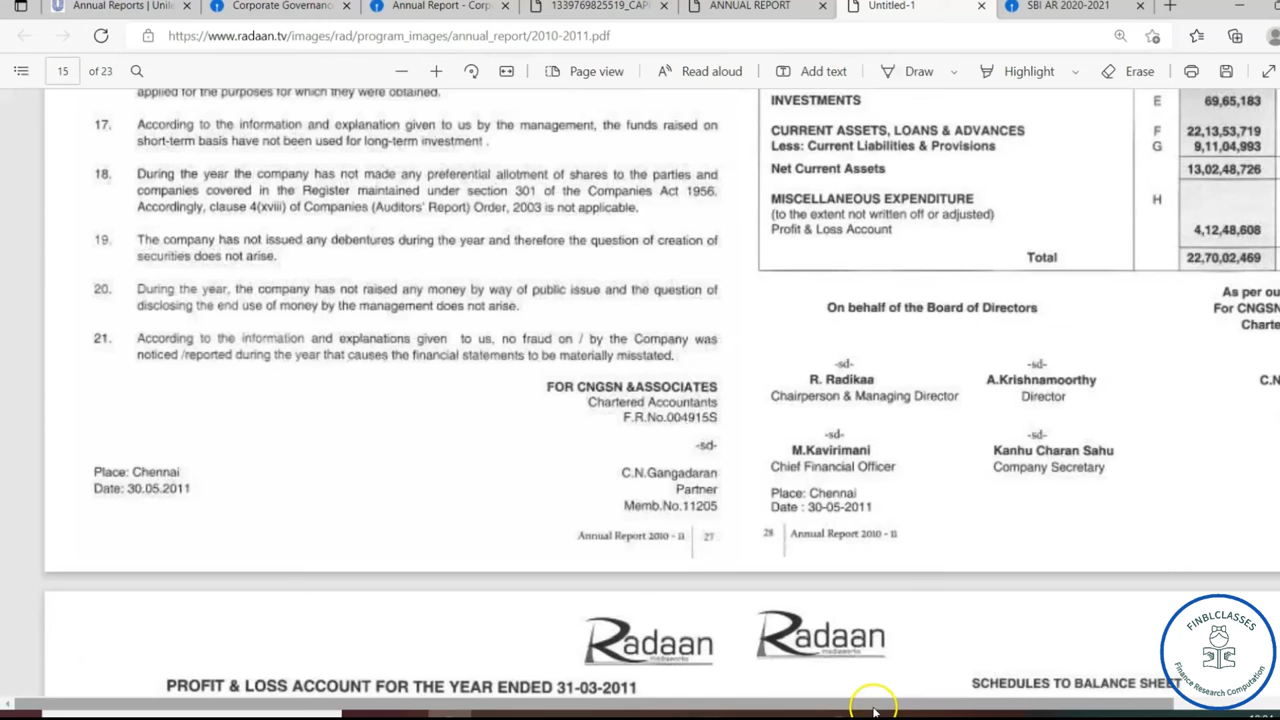 Annual Reports | Unile
Corporate Governanc
Annual Report - Corp
1339769825519_CAPI
ANNUAL REPORT
Untitled-1
SBI AR 2020-2021
https://www.radaan.tv/images/rad/program_images/annual_report/2010-2011.pdf
15 of 23
Page view
Read aloud
Add text
Draw
Highlight
Erase
applied for the purposes for which they were obtained.
17. According to the information and explanation given to us by the management, the funds raised on
short-term basis have not been used for long-term investment .
18. During the year the company has not made any preferential allotment of shares to the parties and
companies covered in the Register maintained under section 301 of the Companies Act 1956.
Accordingly, clause 4(xviii) of Companies (Auditors' Report) Order, 2003 is not applicable.
19. The company has not issued any debentures during the year and therefore the question of creation of
securities does not arise.
20. During the year, the company has not raised any money by way of public issue and the question of
disclosing the end use of money by the management does not arise.
21. According to the information and explanations given to us, no fraud on / by the Company was
noticed /reported during the year that causes the financial statements to be materially misstated.
FOR CNGSN &ASSOCIATES
Chartered Accountants
F.R.No.004915S
-sd-
Place: Chennai
Date: 30.05.2011
C.N.Gangadaran
Partner
Memb.No.11205
Annual Report 2010 - 11 27
INVESTMENTS E 69,65,183
CURRENT ASSETS, LOANS & ADVANCES F 22,13,53,719
Less: Current Liabilities & Provisions G 9,11,04,993
Net Current Assets 13,02,48,726
MISCELLANEOUS EXPENDITURE H
(to the extent not written off or adjusted)
Profit & Loss Account 4,12,48,608
Total 22,70,02,469
As per ou
On behalf of the Board of Directors
For CNGSN
Charte
-sd- -sd-
R. Radikaa A.Krishnamoorthy C.N
Chairperson & Managing Director Director
-sd- -sd-
M.Kavirimani Kanhu Charan Sahu
Chief Financial Officer Company Secretary
Place: Chennai
Date : 30-05-2011
28 Annual Report 2010 - 11
Radaan
mediaworks
Radaan
mediaworks
PROFIT & LOSS ACCOUNT FOR THE YEAR ENDED 31-03-2011
SCHEDULES TO BALANCE SHEET
FINBLCLASSES
Finance Research Computation